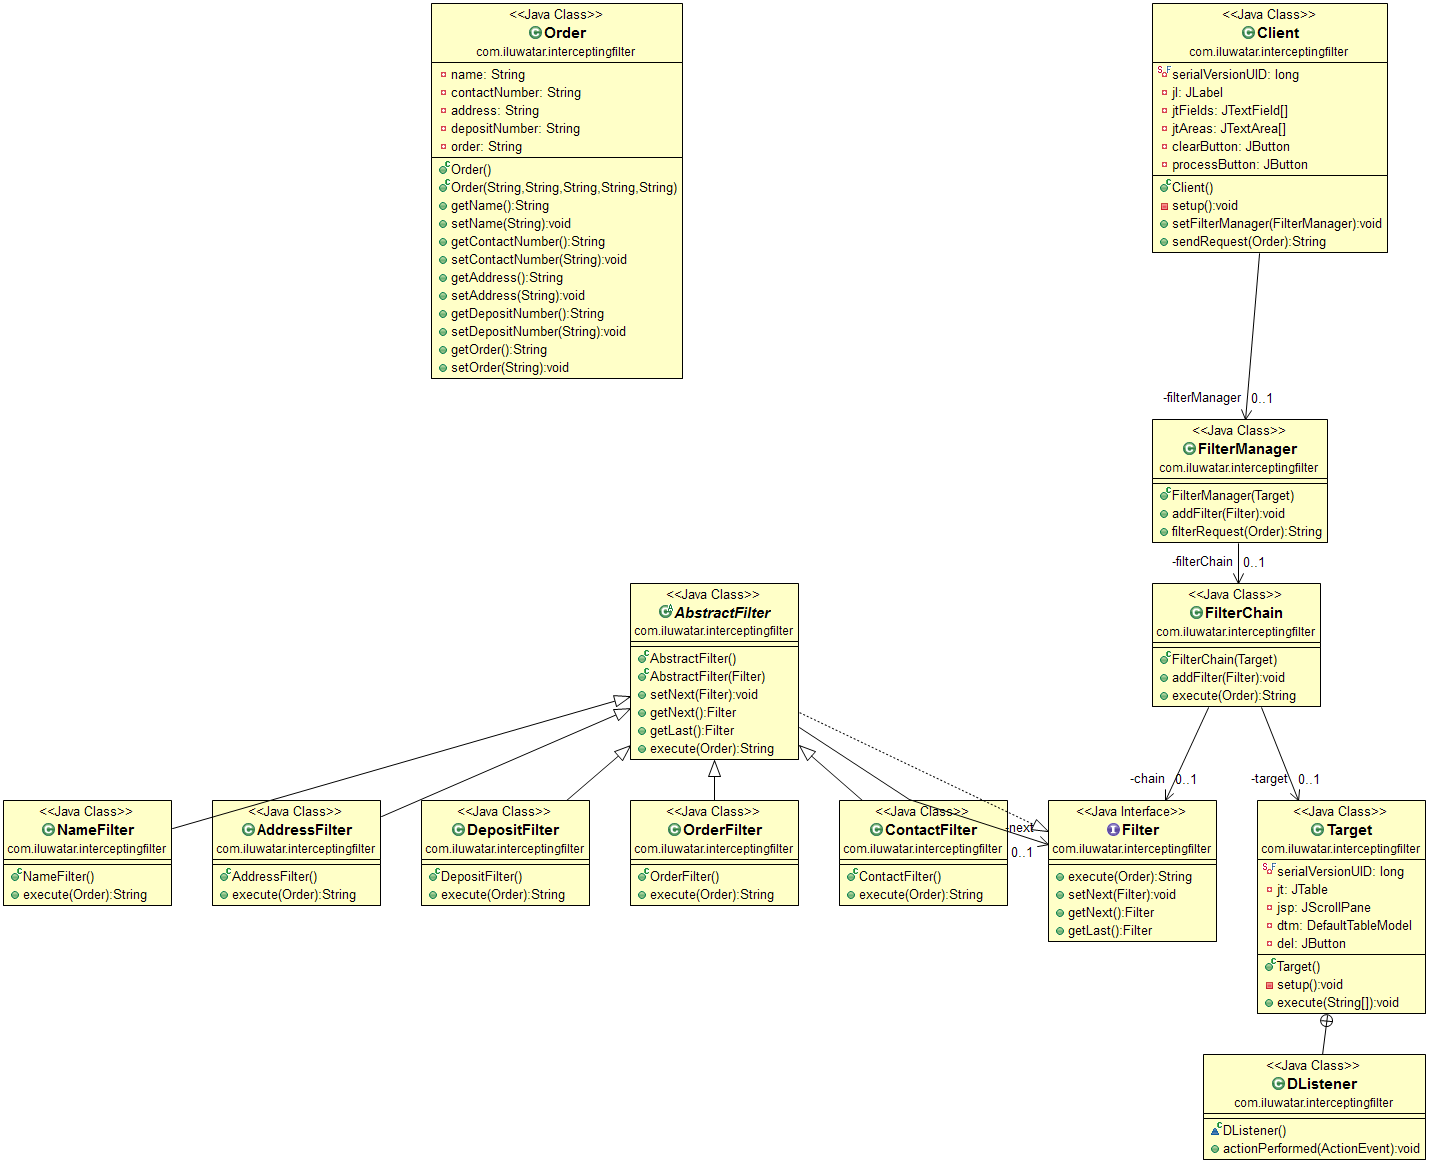 <<Java Class>>
Order
com.iluwatar.interceptingfilter
name: String
contactNumber: String
address: String
depositNumber: String
order: String
Order()
Order(String,String,String,String,String)
getName():String
setName(String):void
getContactNumber():String
setContactNumber(String):void
getAddress():String
setAddress(String):void
getDepositNumber():String
setDepositNumber(String):void
getOrder():String
setOrder(String):void
<<Java Class>>
Client
com.iluwatar.interceptingfilter
serialVersionUID: long
jl: JLabel
jtFields: JTextField[]
jtAreas: JTextArea[]
clearButton: JButton
processButton: JButton
Client()
setup():void
setFilterManager(FilterManager):void
sendRequest(Order):String
-filterManager 0..1
<<Java Class>>
FilterManager
com.iluwatar.interceptingfilter
FilterManager(Target)
addFilter(Filter):void
filterRequest(Order):String
-filterChain 0..1
<<Java Class>>
FilterChain
com.iluwatar.interceptingfilter
FilterChain(Target)
addFilter(Filter):void
execute(Order):String
-chain 0..1
-target 0..1
<<Java Class>>
AbstractFilter
com.iluwatar.interceptingfilter
AbstractFilter()
AbstractFilter(Filter)
setNext(Filter):void
getNext():Filter
getLast():Filter
execute(Order):String
<<Java Class>>
NameFilter
com.iluwatar.interceptingfilter
NameFilter()
execute(Order):String
<<Java Class>>
AddressFilter
com.iluwatar.interceptingfilter
AddressFilter()
execute(Order):String
<<Java Class>>
DepositFilter
com.iluwatar.interceptingfilter
DepositFilter()
execute(Order):String
<<Java Class>>
OrderFilter
com.iluwatar.interceptingfilter
OrderFilter()
execute(Order):String
<<Java Class>>
ContactFilter
com.iluwatar.interceptingfilter
ContactFilter()
execute(Order):String
-next
0..1
<<Java Interface>>
Filter
com.iluwatar.interceptingfilter
execute(Order):String
setNext(Filter):void
getNext():Filter
getLast():Filter
<<Java Class>>
Target
com.iluwatar.interceptingfilter
serialVersionUID: long
jt: JTable
jsp: JScrollPane
dtm: DefaultTableModel
del: JButton
Target()
setup():void
execute(String[]):void
<<Java Class>>
DListener
com.iluwatar.interceptingfilter
DListener()
actionPerformed(ActionEvent):void